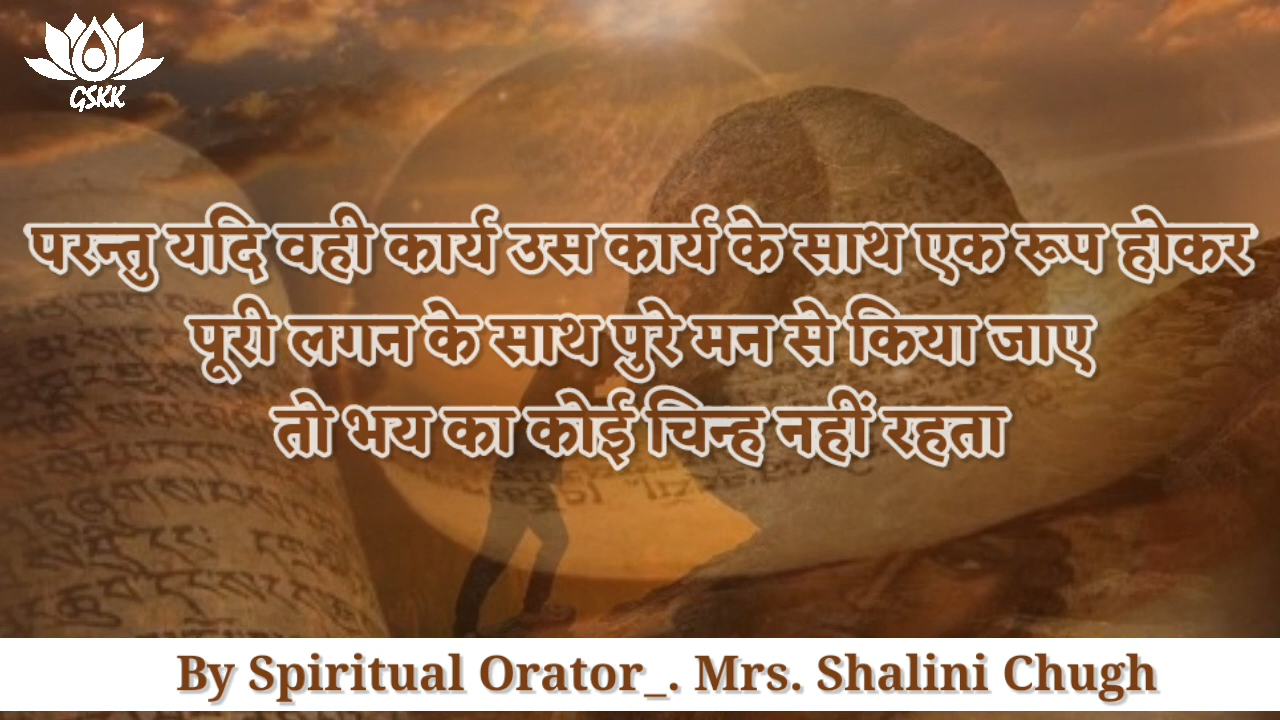 GSKK
परन्तु यदि वही कार्य उस कार्य के साथ एक रूप होकर
पूरी लगन के साथ पुरे मन से किया जाए
तो भय का कोई चिन्ह नहीं रहता
By Spiritual Orator_. Mrs. Shalini Chugh